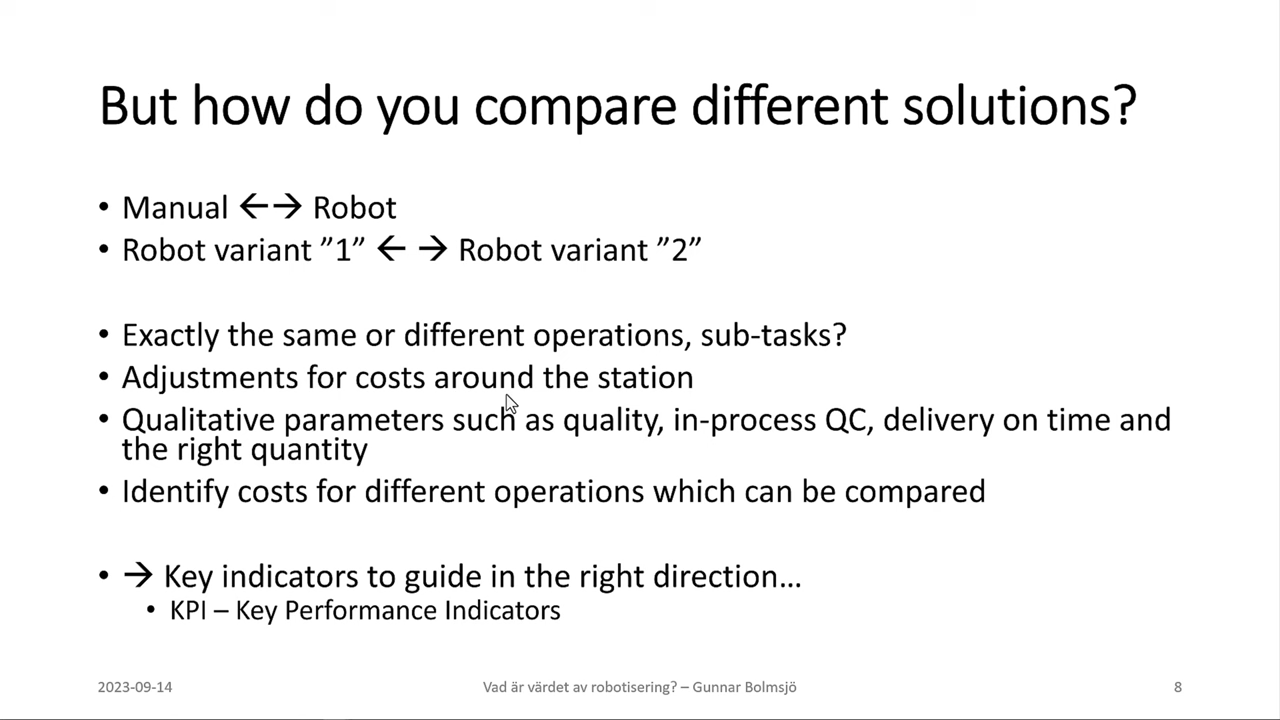 But how do you compare different solutions?
• Manual ←→ Robot
• Robot variant ”1” ← → Robot variant ”2”
• Exactly the same or different operations, sub-tasks?
• Adjustments for costs around the station
• Qualitative parameters such as quality, in-process QC, delivery on time and
the right quantity
• Identify costs for different operations which can be compared
• → Key indicators to guide in the right direction…
• KPI – Key Performance Indicators
2023-09-14
Vad är värdet av robotisering? – Gunnar Bolmsjö
8